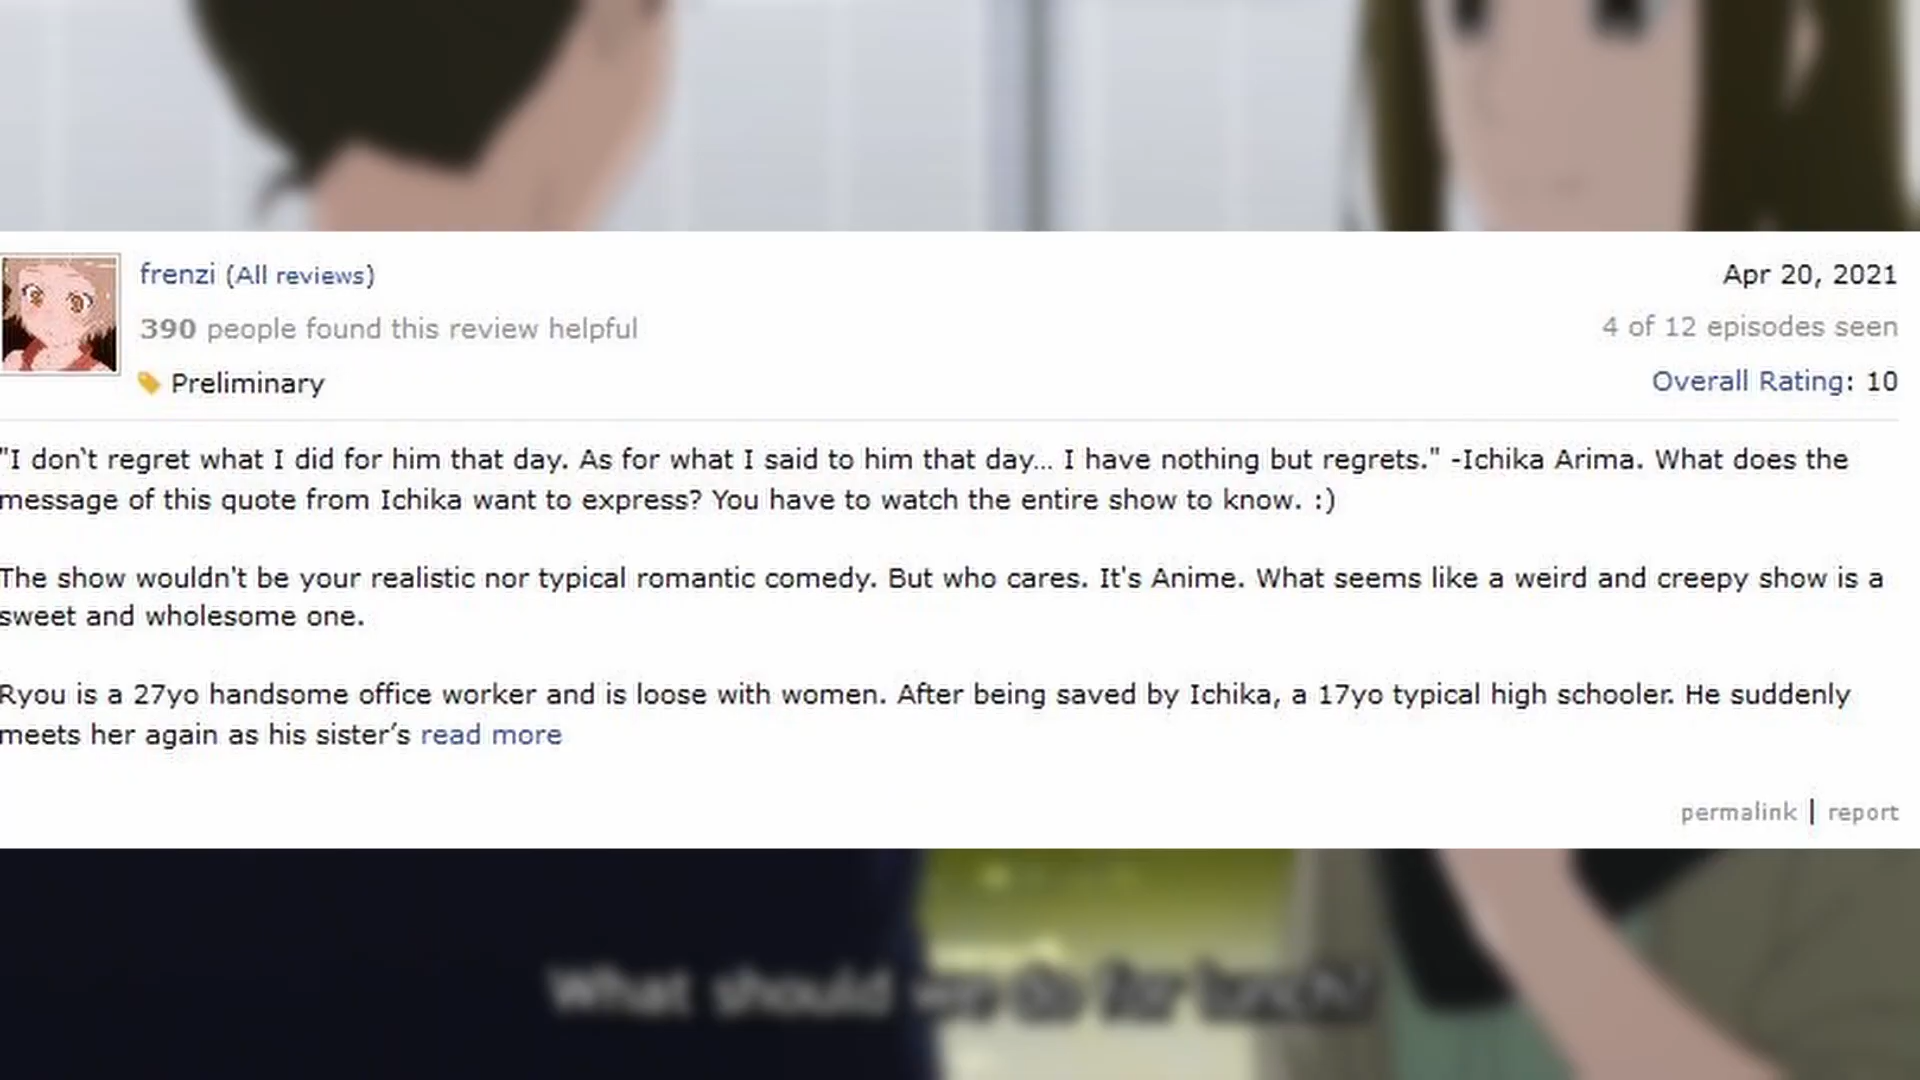 frenzi (All reviews)
Apr 20, 2021
390 people found this review helpful
4 of 12 episodes seen
Preliminary
Overall Rating: 10
"I don‛t regret what I did for him that day. As for what I said to him that day... I have nothing but regrets." -Ichika Arima. What does the
message of this quote from Ichika want to express? You have to watch the entire show to know. :)
The show wouldn't be your realistic nor typical romantic comedy. But who cares. It's Anime. What seems like a weird and creepy show is a
sweet and wholesome one.
Ryou is a 27yo handsome office worker and is loose with women. After being saved by Ichika, a 17yo typical high schooler. He suddenly
meets her again as his sister’s read more
permalink | report
What should we do for lunch?